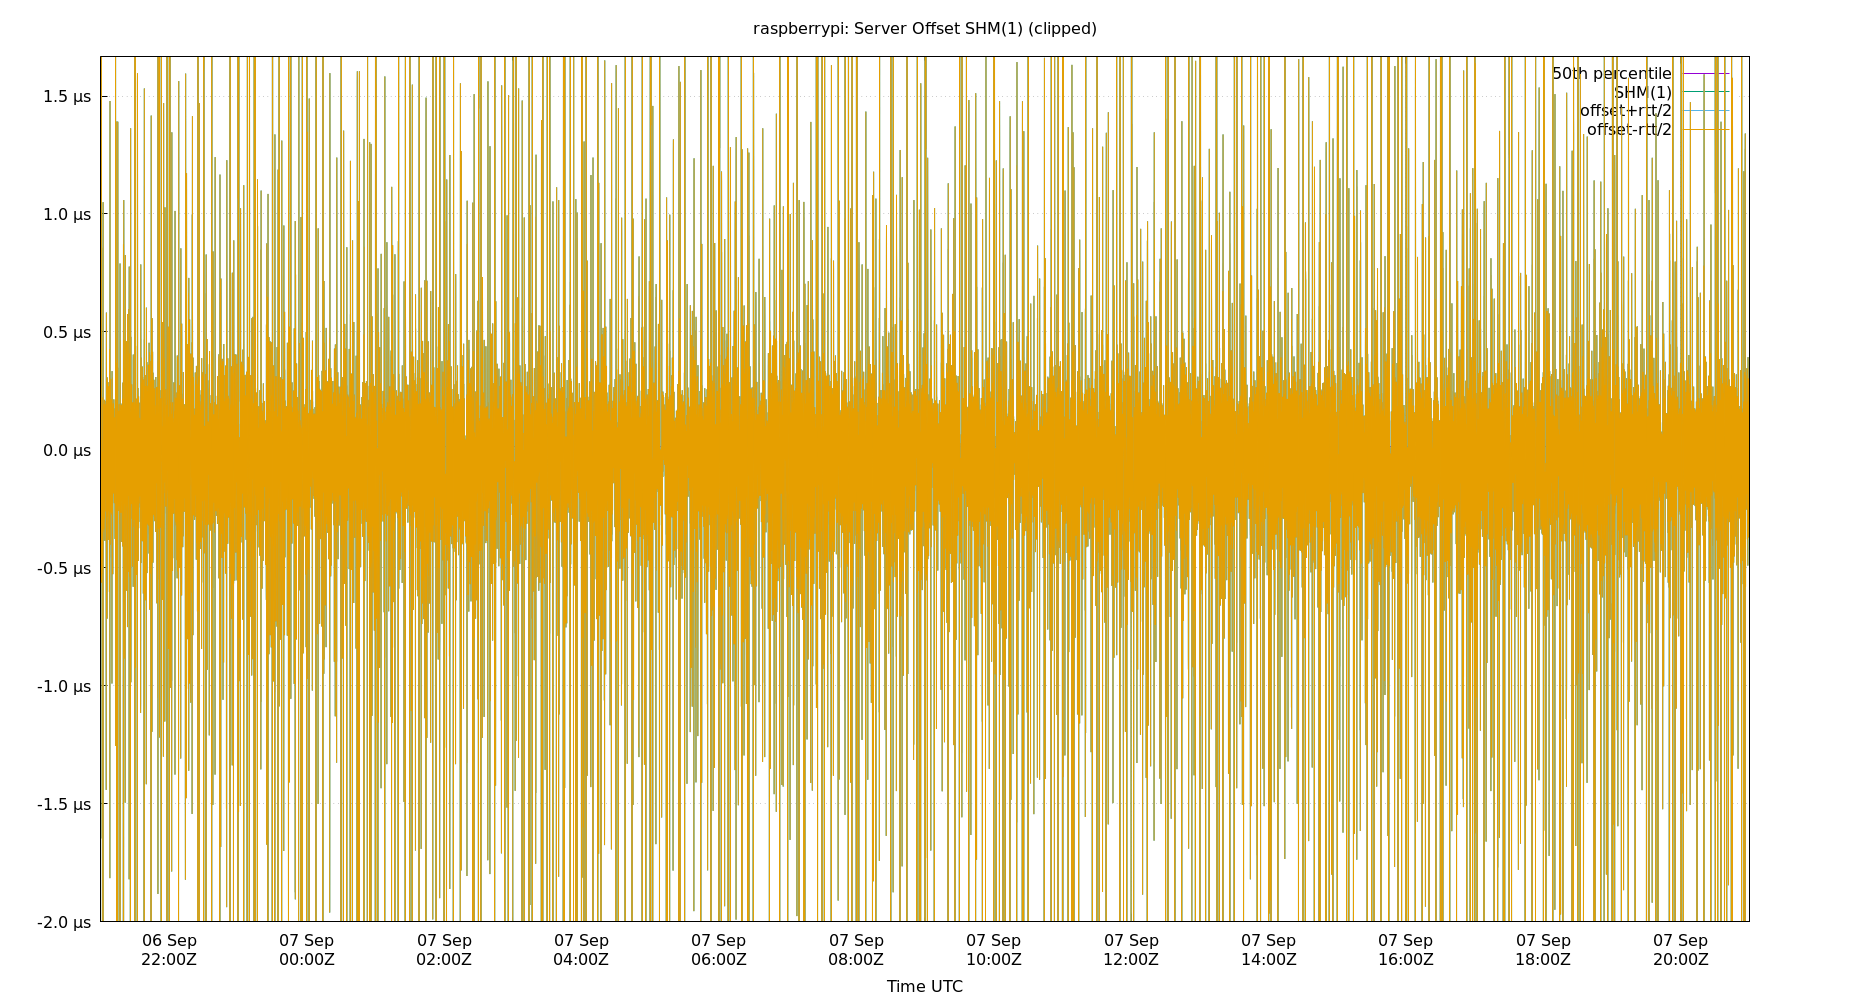 raspberrypi: Server Offset SHM(1) (clipped)
50th percentile
SHM(1)
offset+rtt/2
offset-rtt/2
1.5 µs
1.0 µs
0.5 µs
0.0 µs
-0.5 µs
-1.0 µs
-1.5 µs
-2.0 µs
06 Sep 07 Sep 07 Sep 07 Sep 07 Sep 07 Sep 07 Sep 07 Sep 07 Sep 07 Sep 07 Sep 07 Sep
22:00Z 00:00Z 02:00Z 04:00Z 06:00Z 08:00Z 10:00Z 12:00Z 14:00Z 16:00Z 18:00Z 20:00Z
Time UTC